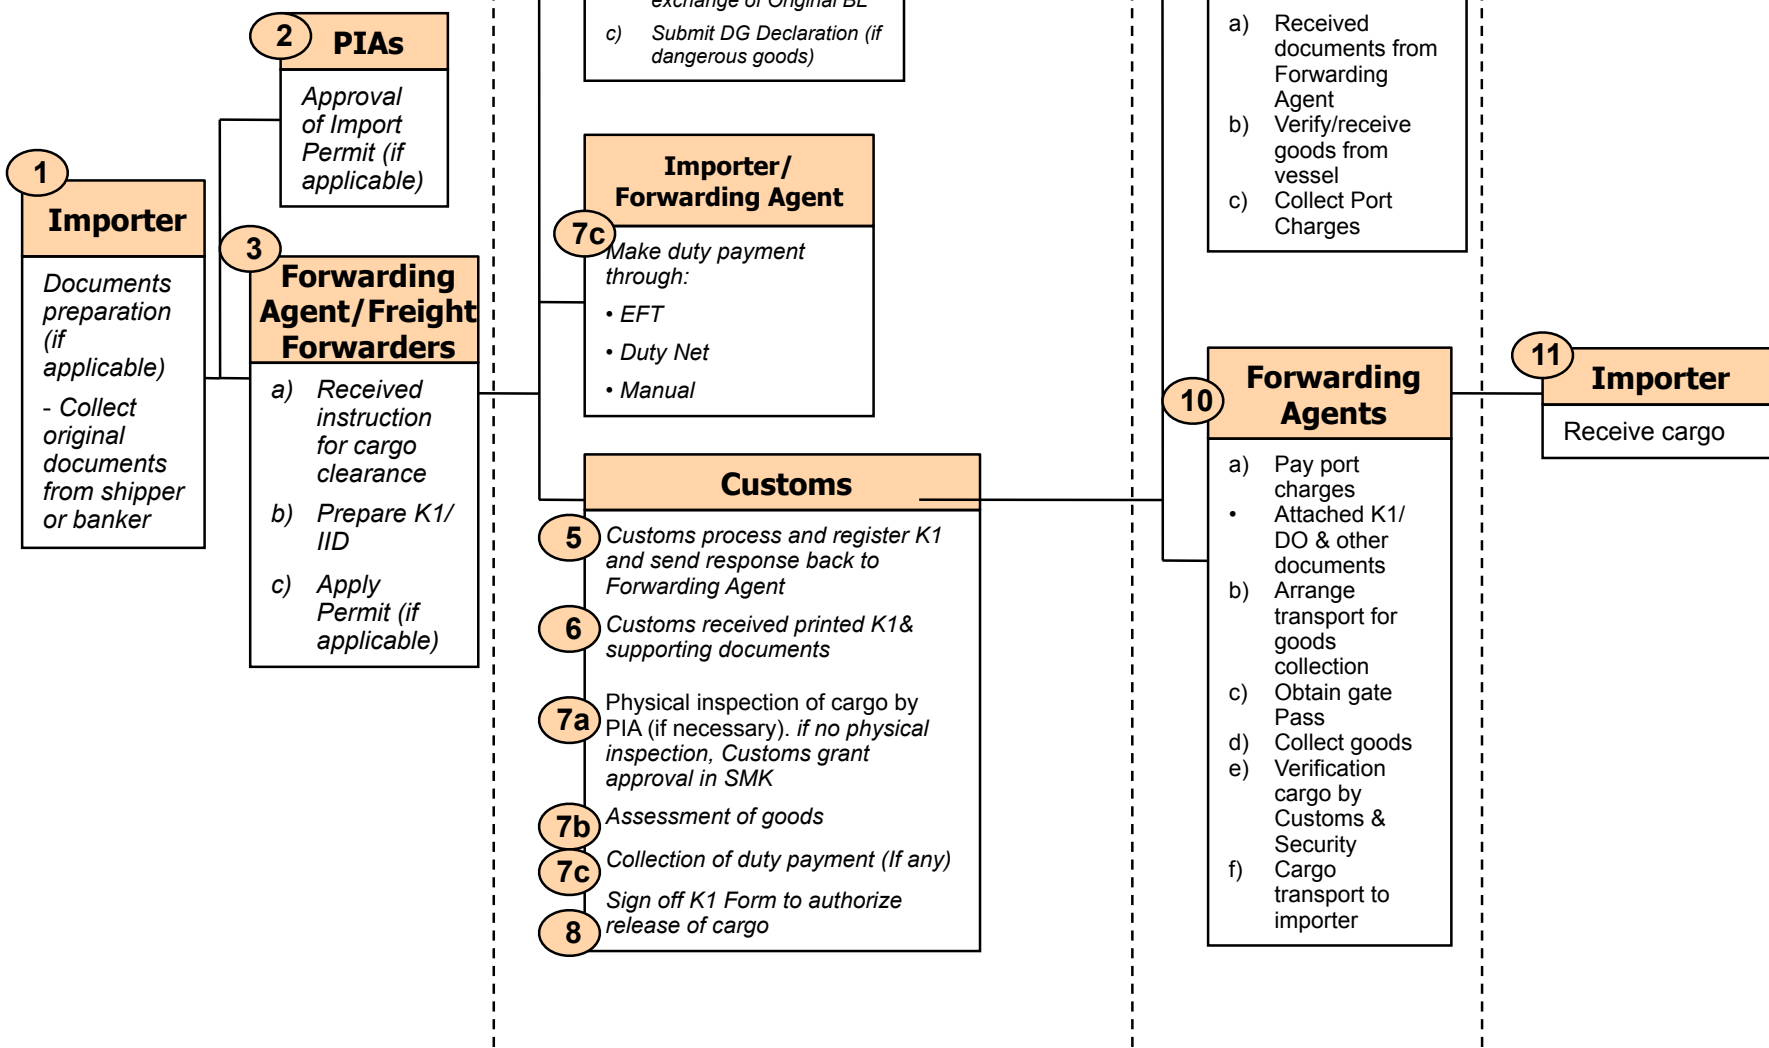 2
PIAs
Approval
of Import
Permit (if
applicable)
1
Importer
Documents
preparation
(if
applicable)
- Collect
original
documents
from shipper
or banker
3
Forwarding
Agent/Freight
Forwarders
a) Received
instruction
for cargo
clearance
b) Prepare K1/
IID
c) Apply
Permit (if
applicable)
exchange of Original BL
c) Submit DG Declaration (if
dangerous goods)
Importer/
Forwarding Agent
7c
Make duty payment
through:
• EFT
• Duty Net
• Manual
Customs
5
Customs process and register K1
and send response back to
Forwarding Agent
6
Customs received printed K1&
supporting documents
7a
Physical inspection of cargo by
PIA (if necessary). if no physical
inspection, Customs grant
approval in SMK
7b
Assessment of goods
7c
Collection of duty payment (If any)
8
Sign off K1 Form to authorize
release of cargo
a) Received
documents from
Forwarding
Agent
b) Verify/receive
goods from
vessel
c) Collect Port
Charges
10
Forwarding
Agents
a) Pay port
charges
• Attached K1/
DO & other
documents
b) Arrange
transport for
goods
collection
c) Obtain gate
Pass
d) Collect goods
e) Verification
cargo by
Customs &
Security
f) Cargo
transport to
importer
11
Importer
Receive cargo